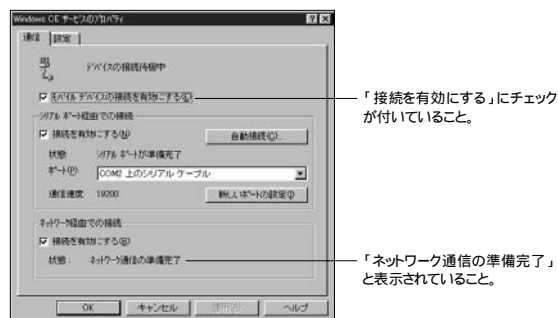 Windows CE サービスのプロパティ
通信 設定
デバイスの接続待機中
モバイル デバイスの接続を有効にする(E)
「接続を有効にする」にチェック
が付いていること。
シリアル ポート経由での接続
接続を有効にする(N)
自動接続(C)...
状態: シリアル ポートが準備完了
ポート(P): COM2 上のシリアル ケーブル
通信速度: 19200
新しいポートの設定(I)
ネットワーク経由での接続
接続を有効にする(B)
状態: ネットワーク通信の準備完了
「ネットワーク通信の準備完了」
と表示されていること。
OK キャンセル ヘルプ